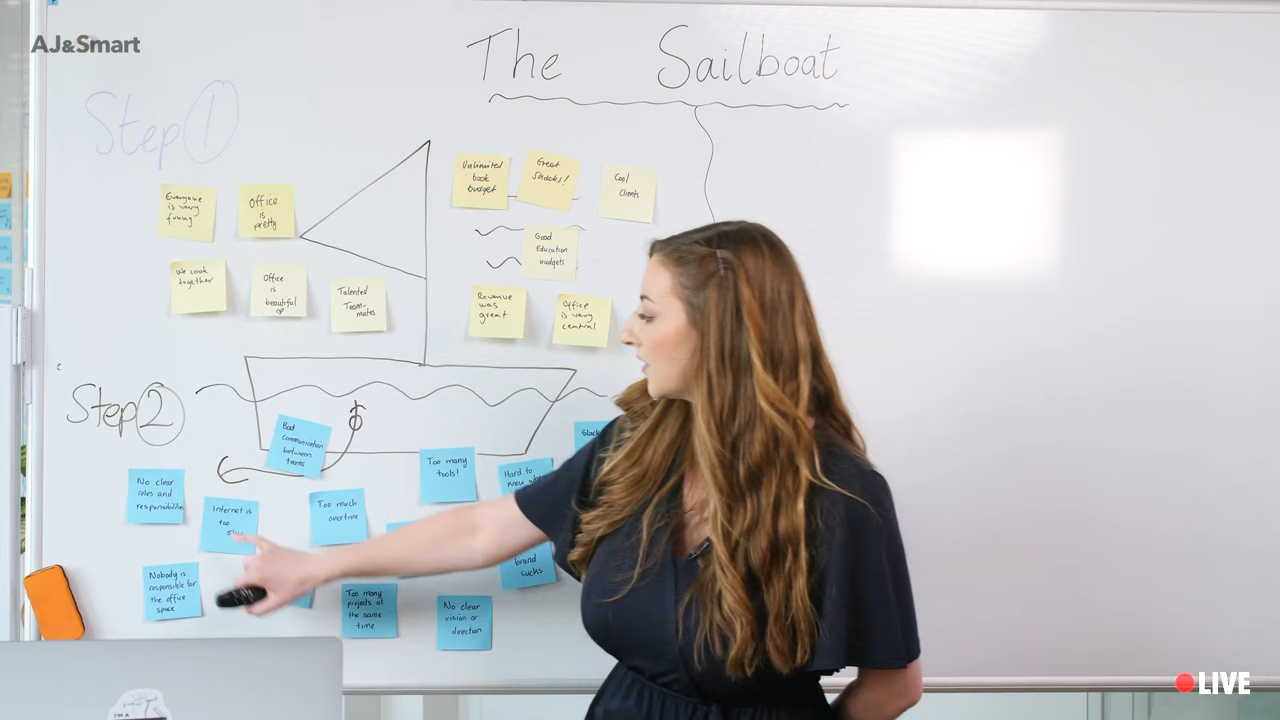 AJ&Smart
The Sailboat
Step 1
Everyone
is very
funny
Office
is
pretty
Unlimited
book
budget
Great
Snacks!
Cool
Clients
We cook
together
Office
is
beautiful
Talented
Team-
mates
Good
Education
budgets
Revenue
was
great
Office
is very
central
Step 2
Bad
communication
between
teams
Slack
No clear
roles and
responsibilities
Internet is
too
Too much
overtime
Too many
tools!
Hard to
know
brand
sucks
Nobody is
responsible for
the office
space
Too many
projects at
the same
time
No clear
vision or
direction
I'M A
LIVE